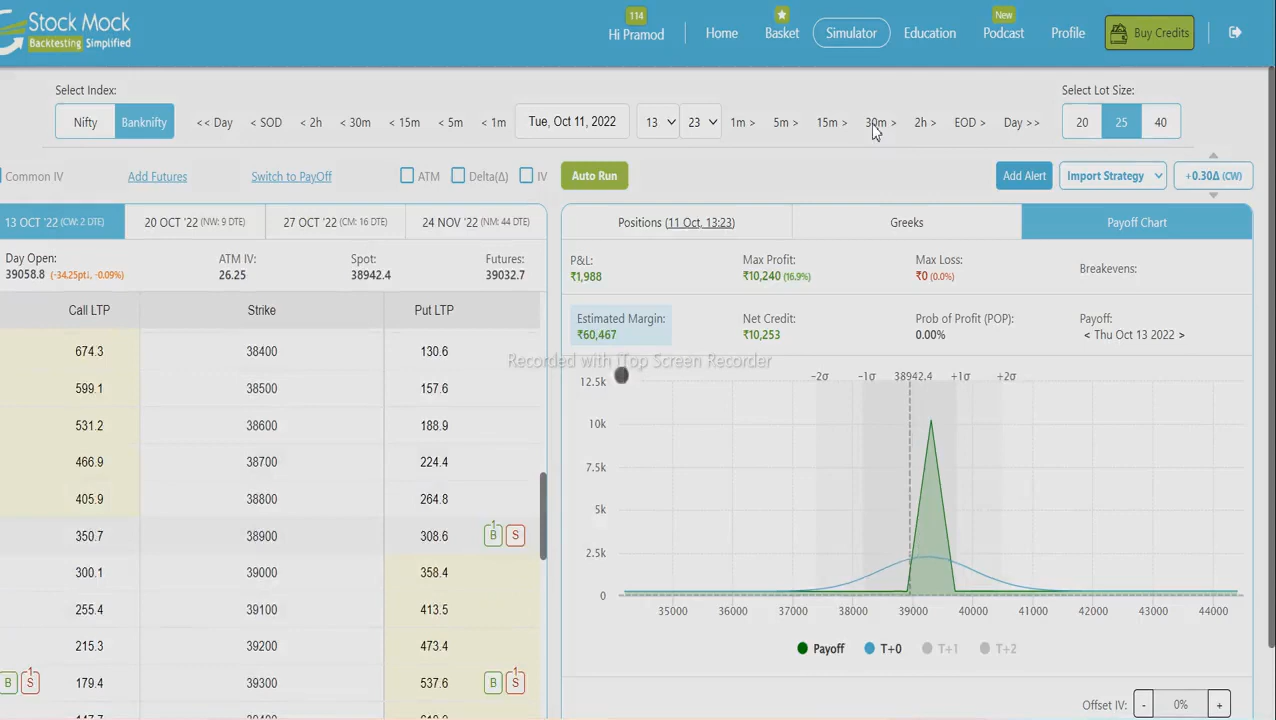 Stock Mock
Backtesting Simplified
114
Hi Pramod
Home
Basket
Simulator
Education
New
Podcast
Profile
Buy Credits
Select Index:
Nifty
Banknifty
<< Day
< SOD
< 2h
< 30m
< 15m
< 5m
< 1m
Tue, Oct 11, 2022
13
23
1m >
5m >
15m >
30m >
2h >
EOD >
Day >>
Select Lot Size:
20
25
40
Common IV
Add Futures
Switch to PayOff
ATM
Delta(Δ)
IV
Auto Run
Add Alert
Import Strategy
+0.30Δ (CW)
13 OCT '22 (CW: 2 DTE)
20 OCT '22 (NW: 9 DTE)
27 OCT '22 (CM: 16 DTE)
24 NOV '22 (NM: 44 DTE)
Positions (11 Oct, 13:23)
Greeks
Payoff Chart
Day Open:
39058.8 (-34.25pts, -0.09%)
ATM IV:
26.25
Spot:
38942.4
Futures:
39032.7
P&L:
₹1,988
Max Profit:
₹10,240 (16.9%)
Max Loss:
₹0 (0.0%)
Breakevens:
Estimated Margin:
₹60,467
Net Credit:
₹10,253
Prob of Profit (POP):
0.00%
Payoff:
< Thu Oct 13 2022 >
Call LTP Strike Put LTP
674.3 38400 130.6
599.1 38500 157.6
531.2 38600 188.9
466.9 38700 224.4
405.9 38800 264.8
350.7 38900 308.6 1 B S
300.1 39000 358.4
255.4 39100 413.5
215.3 39200 473.4
B 1 S 179.4 39300 537.6 B 1 S
Recorded with iTop Screen Recorder
-2σ -1σ 38942.4 +1σ +2σ
12.5k
10k
7.5k
5k
2.5k
0
35000 36000 37000 38000 39000 40000 41000 42000 43000 44000
Payoff T+0 T+1 T+2
Offset IV: - 0% +